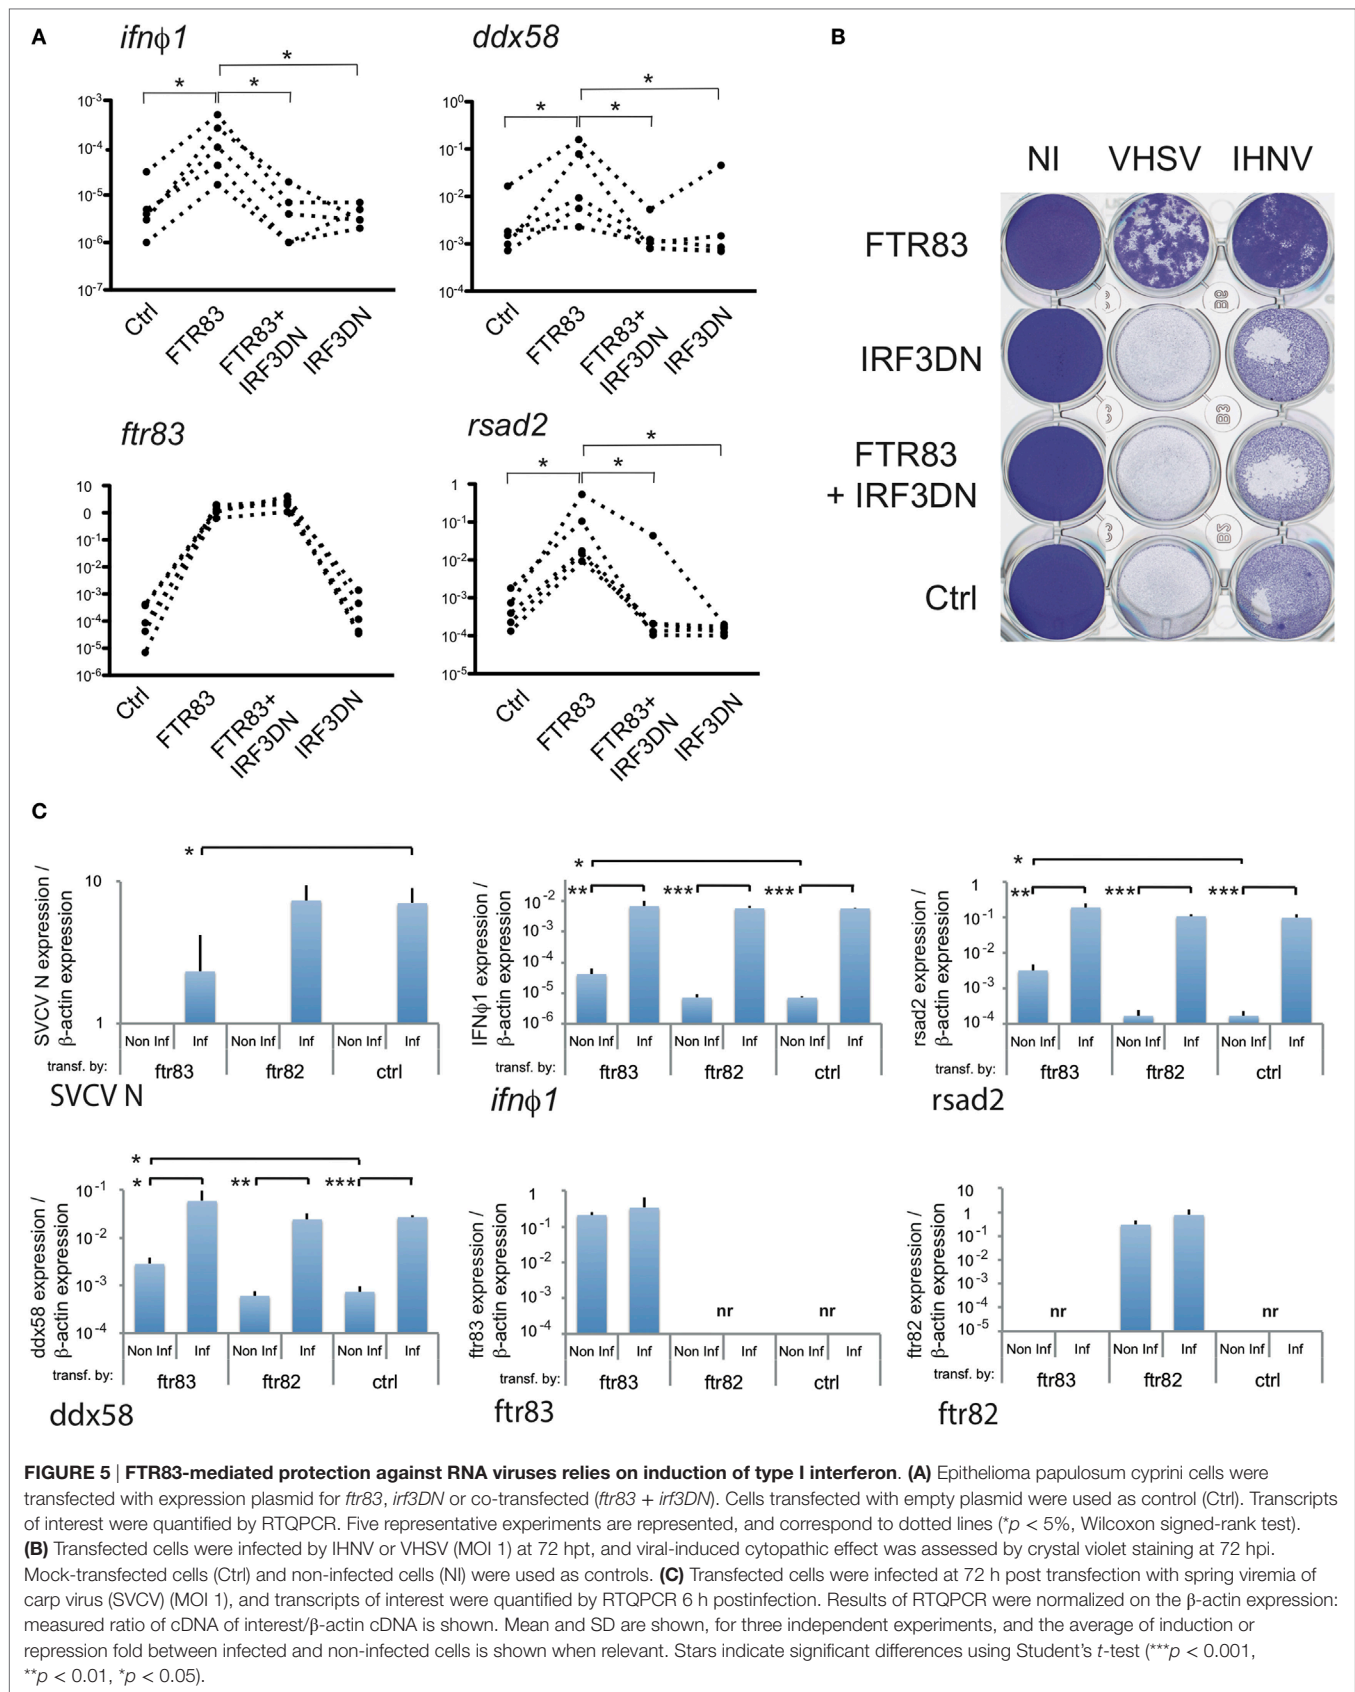 A
ifnϕ1
ddx58
B
*
*
*
*
*
*
10-3
10-4
10-5
10-6
10-7
Ctrl
FTR83
FTR83+
IRF3DN
IRF3DN
100
10-1
10-2
10-3
10-4
Ctrl
FTR83
FTR83+
IRF3DN
IRF3DN
NI VHSV IHNV
FTR83
IRF3DN
FTR83
+ IRF3DN
Ctrl
B3
ftr83
rsad2
*
*
*
10
0
10-1
10-2
10-3
10-4
10-5
10-6
Ctrl
FTR83
FTR83+
IRF3DN
IRF3DN
1
10-1
10-2
10-3
10-4
10-5
Ctrl
FTR83
FTR83+
IRF3DN
IRF3DN
C
SVCV N expression /
β-actin expression
10
1
*
Non Inf Inf Non Inf Inf Non Inf Inf
transf. by: ftr83 ftr82 ctrl
SVCV N
IFNϕ1 expression /
β-actin expression
10-2
10-3
10-4
10-5
10-6
*
** *** ***
Non Inf Inf Non Inf Inf Non Inf Inf
transf. by: ftr83 ftr82 ctrl
ifnϕ1
rsad2 expression /
β-actin expression
1
10-1
10-2
10-3
10-4
*
** *** ***
Non Inf Inf Non Inf Inf Non Inf Inf
transf. by: ftr83 ftr82 ctrl
rsad2
ddx58 expression /
β-actin expression
10-1
10-2
10-3
10-4
*
* ** ***
Non Inf Inf Non Inf Inf Non Inf Inf
transf. by: ftr83 ftr82 ctrl
ddx58
ftr83 expression /
β-actin expression
1
10-1
10-2
10-3
10-4
nr nr
Non Inf Inf Non Inf Inf Non Inf Inf
transf. by: ftr83 ftr82 ctrl
ftr83
ftr82 expression /
β-actin expression
10
1
10-1
10-2
10-3
10-4
10-5
nr nr
Non Inf Inf Non Inf Inf Non Inf Inf
transf. by: ftr83 ftr82 ctrl
ftr82
FIGURE 5 | FTR83-mediated protection against RNA viruses relies on induction of type I interferon. (A) Epithelioma papulosum cyprini cells were
transfected with expression plasmid for ftr83, irf3DN or co-transfected (ftr83 + irf3DN). Cells transfected with empty plasmid were used as control (Ctrl). Transcripts
of interest were quantified by RTQPCR. Five representative experiments are represented, and correspond to dotted lines (*p < 5%, Wilcoxon signed-rank test).
(B) Transfected cells were infected by IHNV or VHSV (MOI 1) at 72 hpt, and viral-induced cytopathic effect was assessed by crystal violet staining at 72 hpi.
Mock-transfected cells (Ctrl) and non-infected cells (NI) were used as controls. (C) Transfected cells were infected at 72 h post transfection with spring viremia of
carp virus (SVCV) (MOI 1), and transcripts of interest were quantified by RTQPCR 6 h postinfection. Results of RTQPCR were normalized on the β-actin expression:
measured ratio of cDNA of interest/β-actin cDNA is shown. Mean and SD are shown, for three independent experiments, and the average of induction or
repression fold between infected and non-infected cells is shown when relevant. Stars indicate significant differences using Student's t-test (***p < 0.001,
**p < 0.01, *p < 0.05).